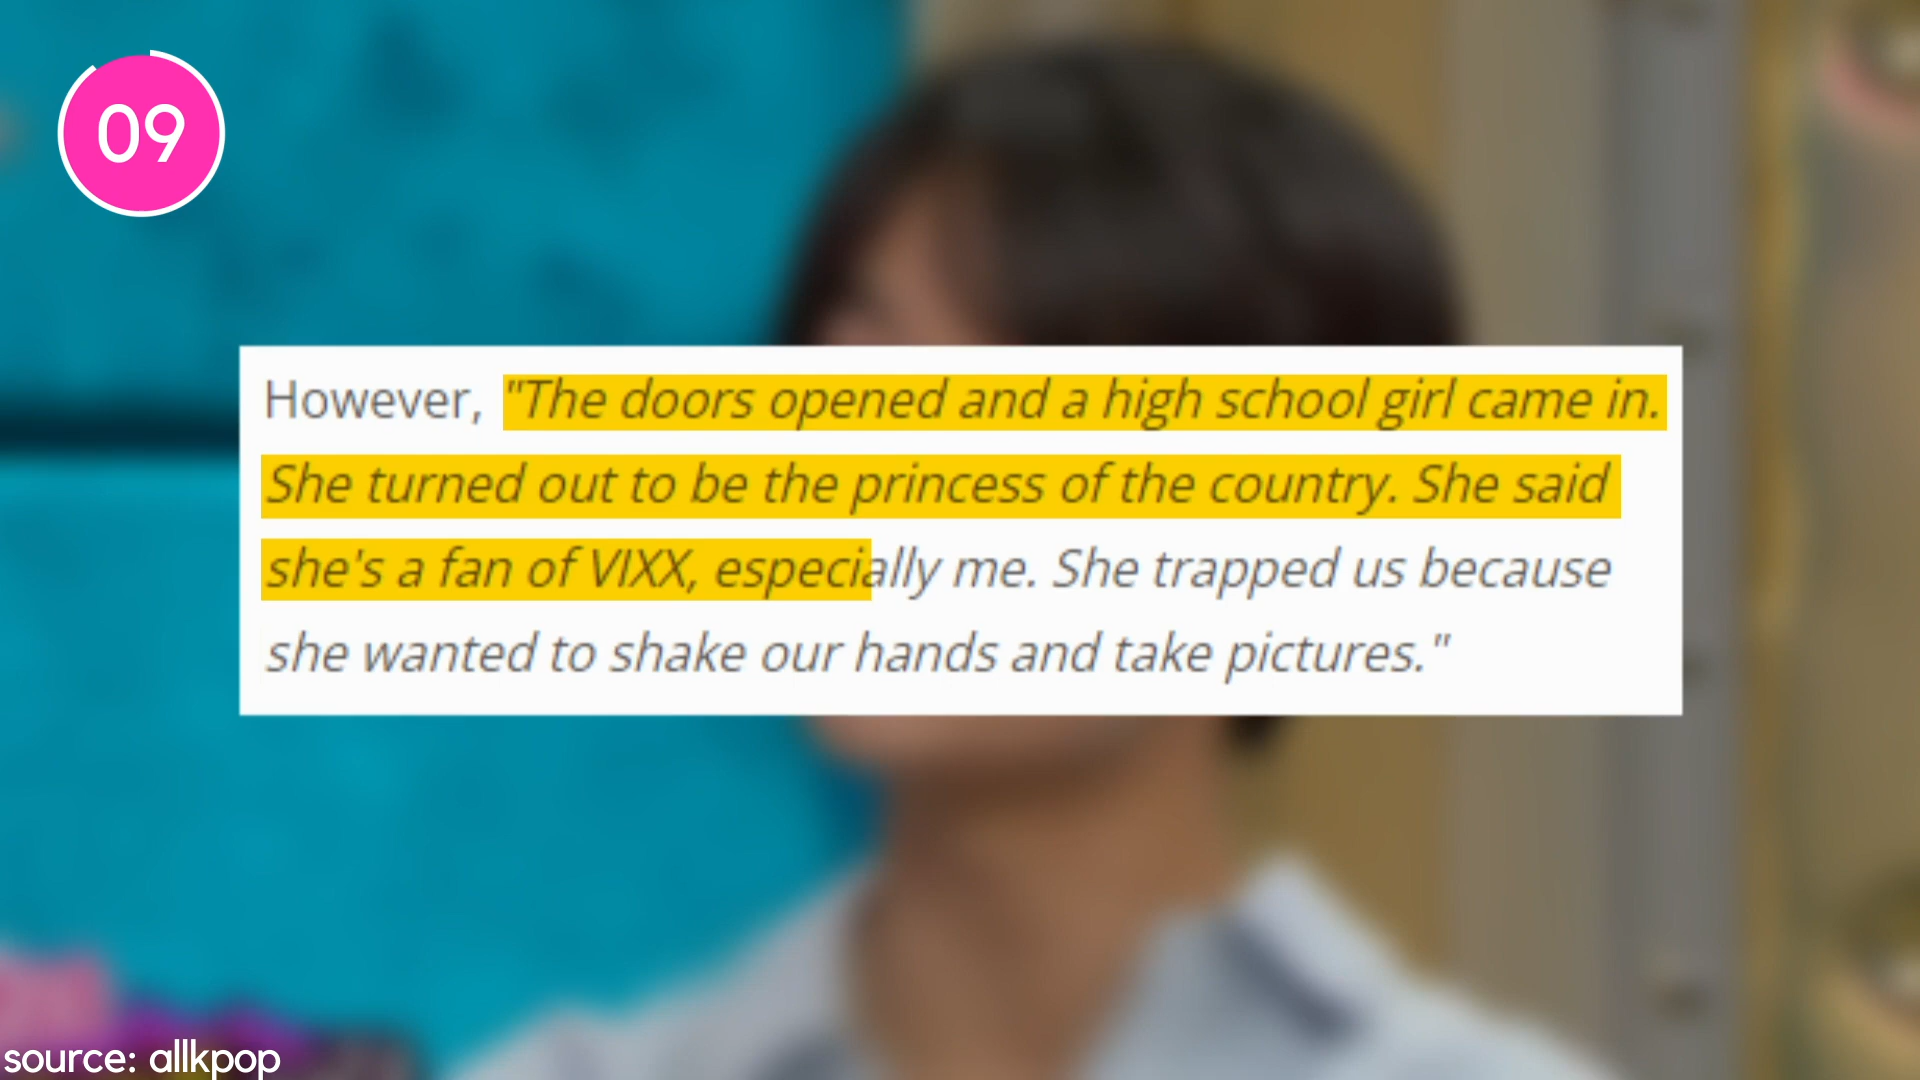 09
However, "The doors opened and a high school girl came in.
She turned out to be the princess of the country. She said
she's a fan of VIXX, especially me. She trapped us because
she wanted to shake our hands and take pictures."
source: allkpop